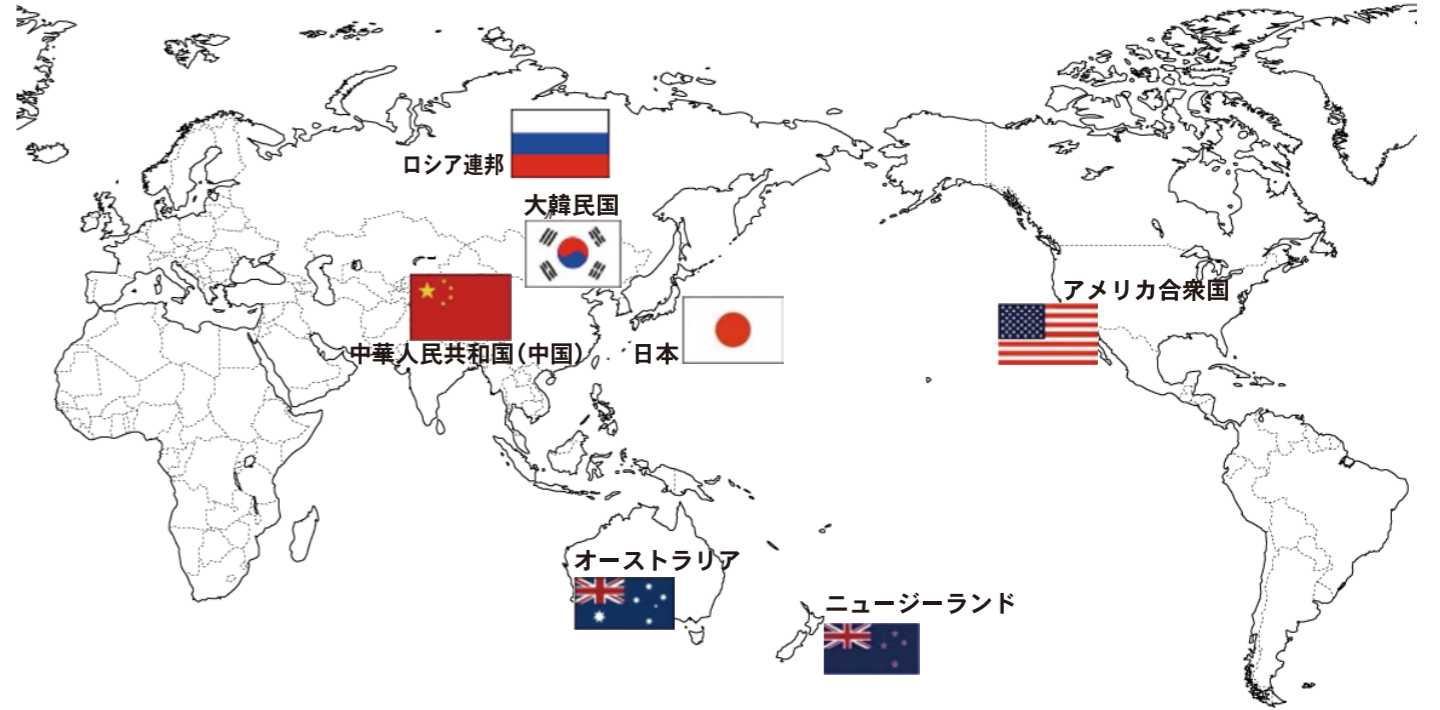 ロシア連邦
大韓民国
アメリカ合衆国
中華人民共和国(中国)
日本
オーストラリア
ニュージーランド